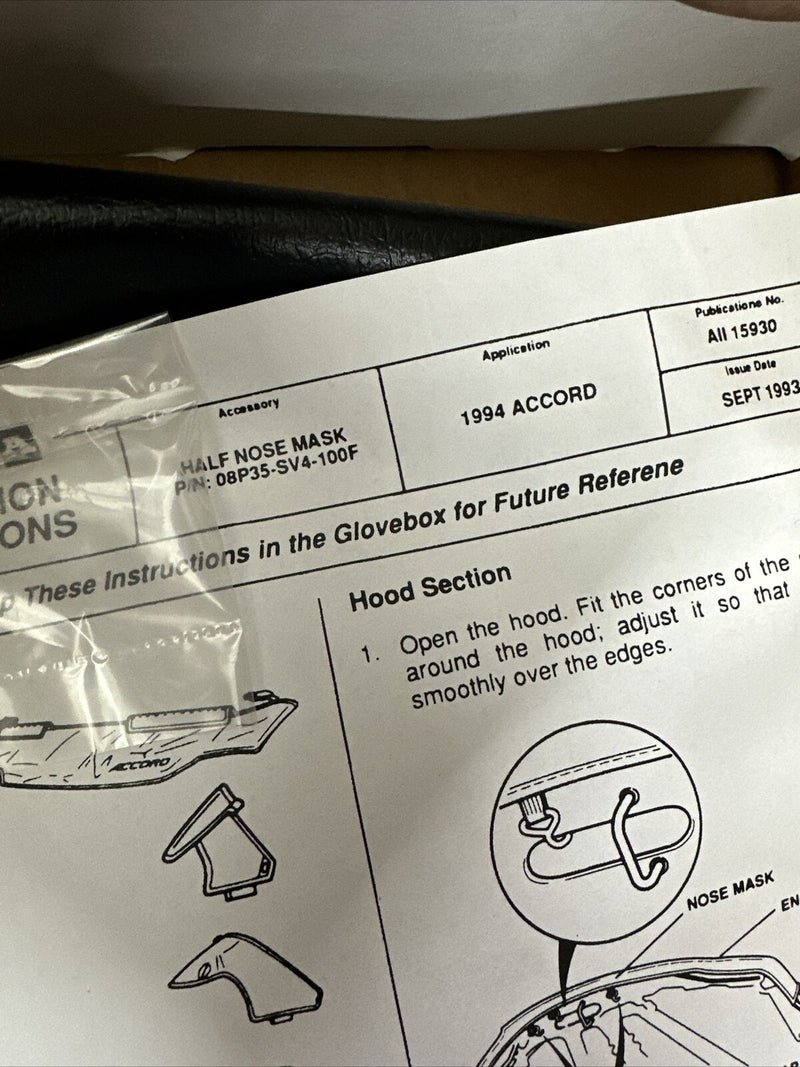 Accessory
HALF NOSE MASK
P/N: 08P35-SV4-100F
Application
1994 ACCORD
Publications No.
AII 15930
Issue Date
SEPT 1993
ION
ONS
p These Instructions in the Glovebox for Future Referene
ACCORD
Hood Section
1. Open the hood. Fit the corners of the
around the hood; adjust it so that
smoothly over the edges.
NOSE MASK
EN